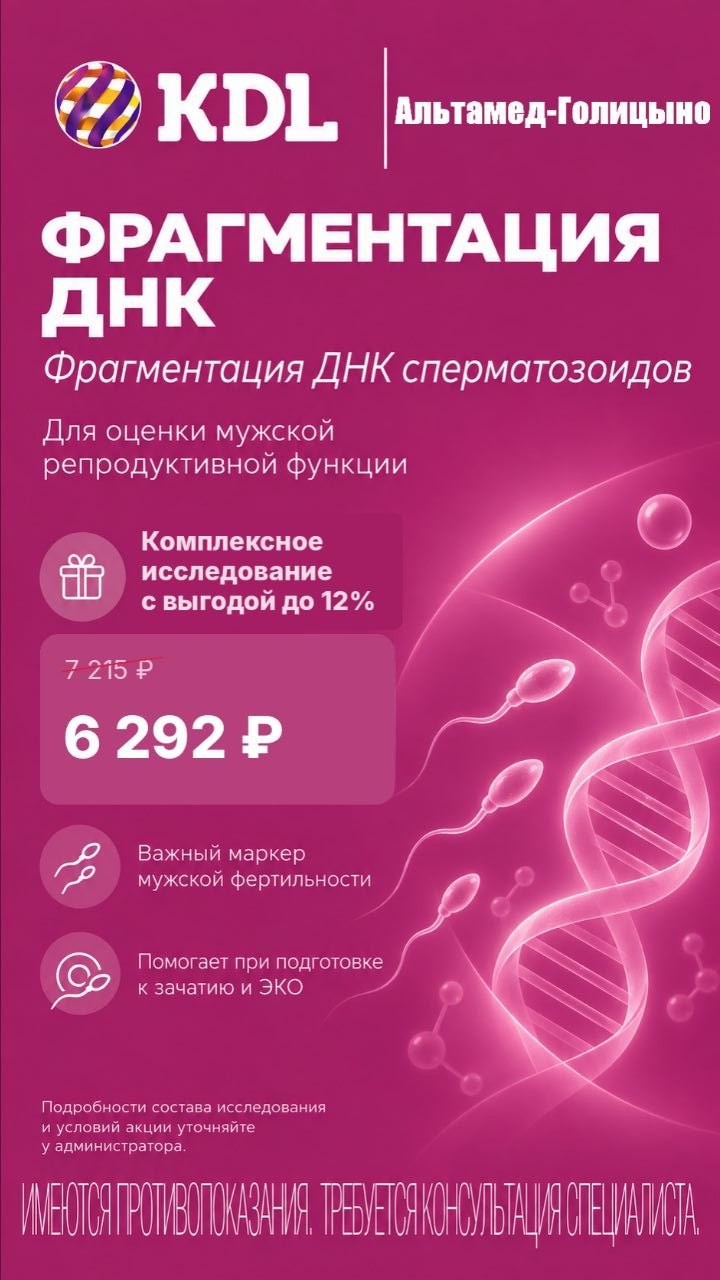 KDL
Альтамед-Голицыно
ФРАГМЕНТАЦИЯ
ДНК
Фрагментация ДНК сперматозоидов
Для оценки мужской
репродуктивной функции
Комплексное
исследование
с выгодой до 12%
7 215 ₽
6 292 ₽
Важный маркер
мужской фертильности
Помогает при подготовке
к зачатию и ЭКО
Подробности состава исследования
и условий акции уточняйте
у администратора.
ИМЕЮТСЯ ПРОТИВОПОКАЗАНИЯ. ТРЕБУЕТСЯ КОНСУЛЬТАЦИЯ СПЕЦИАЛИСТА.